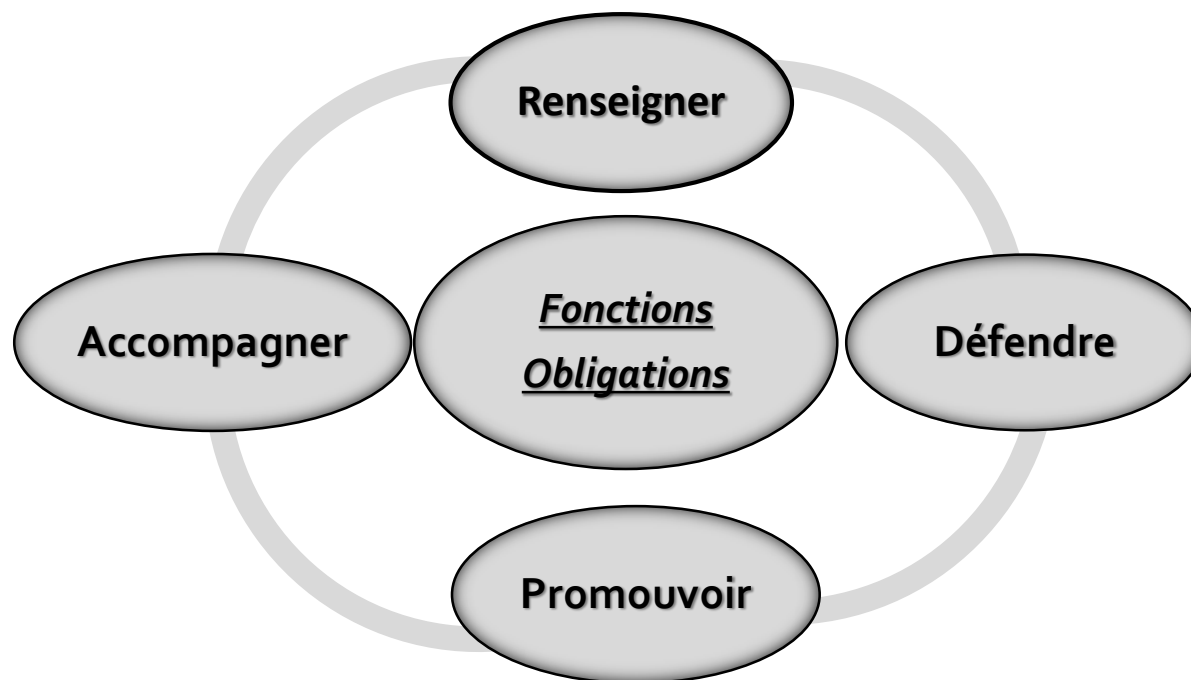 Renseigner
Accompagner
Fonctions
Obligations
Défendre
Promouvoir